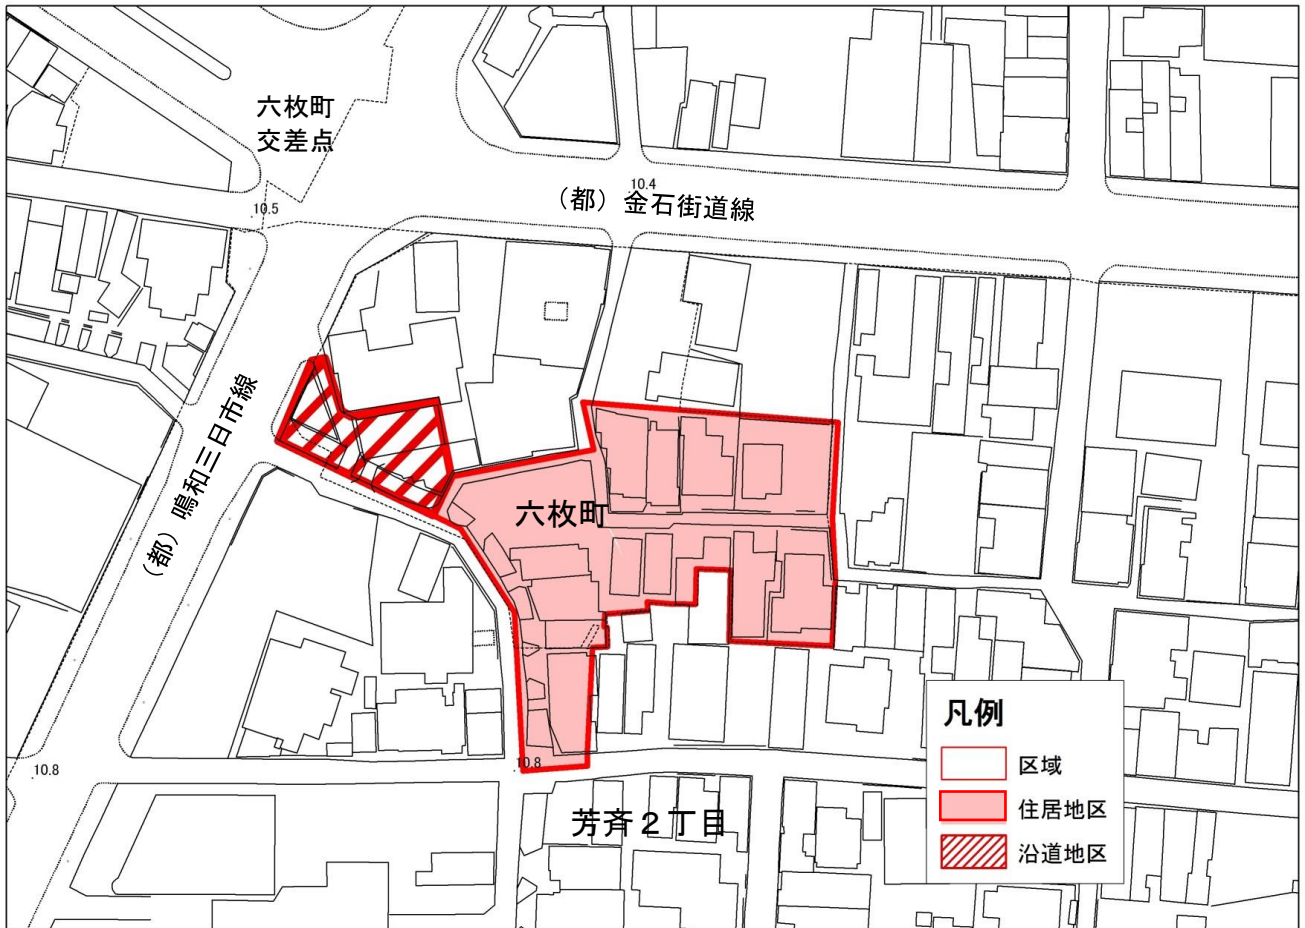 六枚町
交差点
10.4
(都)金石街道線
10.5
(都)鳴和三日市線
六枚町
10.8
10.8
芳斉2丁目
凡例
区域
住居地区
沿道地区